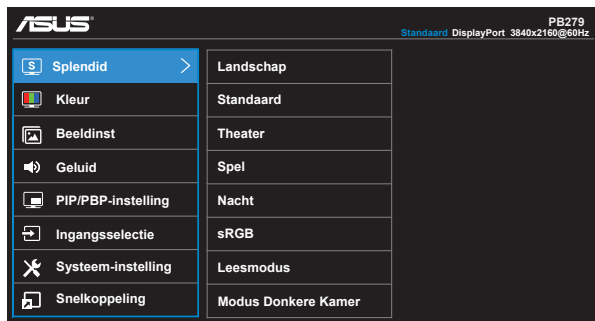 ASUS
PB279
Standaard DisplayPort 3840x2160@60Hz
S Splendid >
Kleur
Beeldinst
Geluid
PIP/PBP-instelling
Ingangsselectie
Systeem-instelling
Snelkoppeling
Landschap
Standaard
Theater
Spel
Nacht
sRGB
Leesmodus
Modus Donkere Kamer